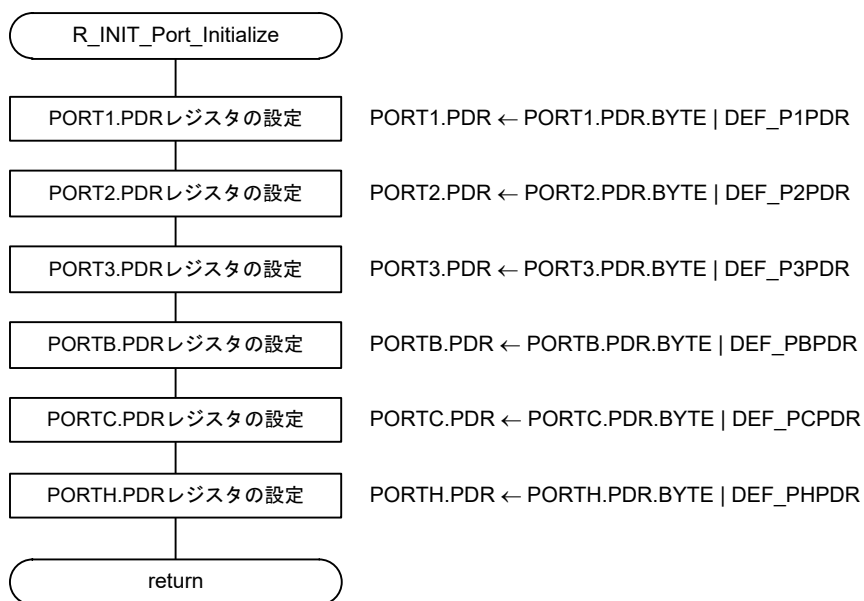 R_INIT_Port_Initialize
PORT1.PDRレジスタの設定 PORT1.PDR ← PORT1.PDR.BYTE | DEF_P1PDR
PORT2.PDRレジスタの設定 PORT2.PDR ← PORT2.PDR.BYTE | DEF_P2PDR
PORT3.PDRレジスタの設定 PORT3.PDR ← PORT3.PDR.BYTE | DEF_P3PDR
PORTB.PDRレジスタの設定 PORTB.PDR ← PORTB.PDR.BYTE | DEF_PBPDR
PORTC.PDRレジスタの設定 PORTC.PDR ← PORTC.PDR.BYTE | DEF_PCPDR
PORTH.PDRレジスタの設定 PORTH.PDR ← PORTH.PDR.BYTE | DEF_PHPDR
return